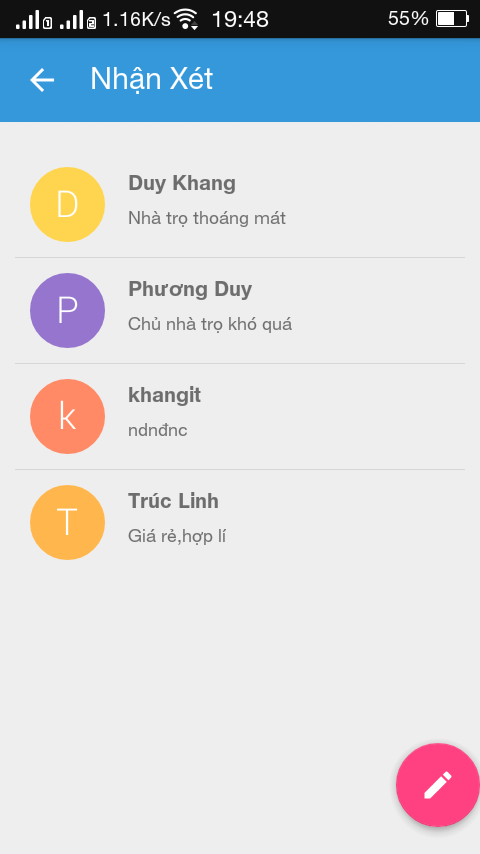 1.16K/s 19:48 55%
Nhận Xét
D
Duy Khang
Nhà trọ thoáng mát
P
Phương Duy
Chủ nhà trọ khó quá
k
khangit
ndnđnc
T
Trúc Linh
Giá rẻ,hợp lí